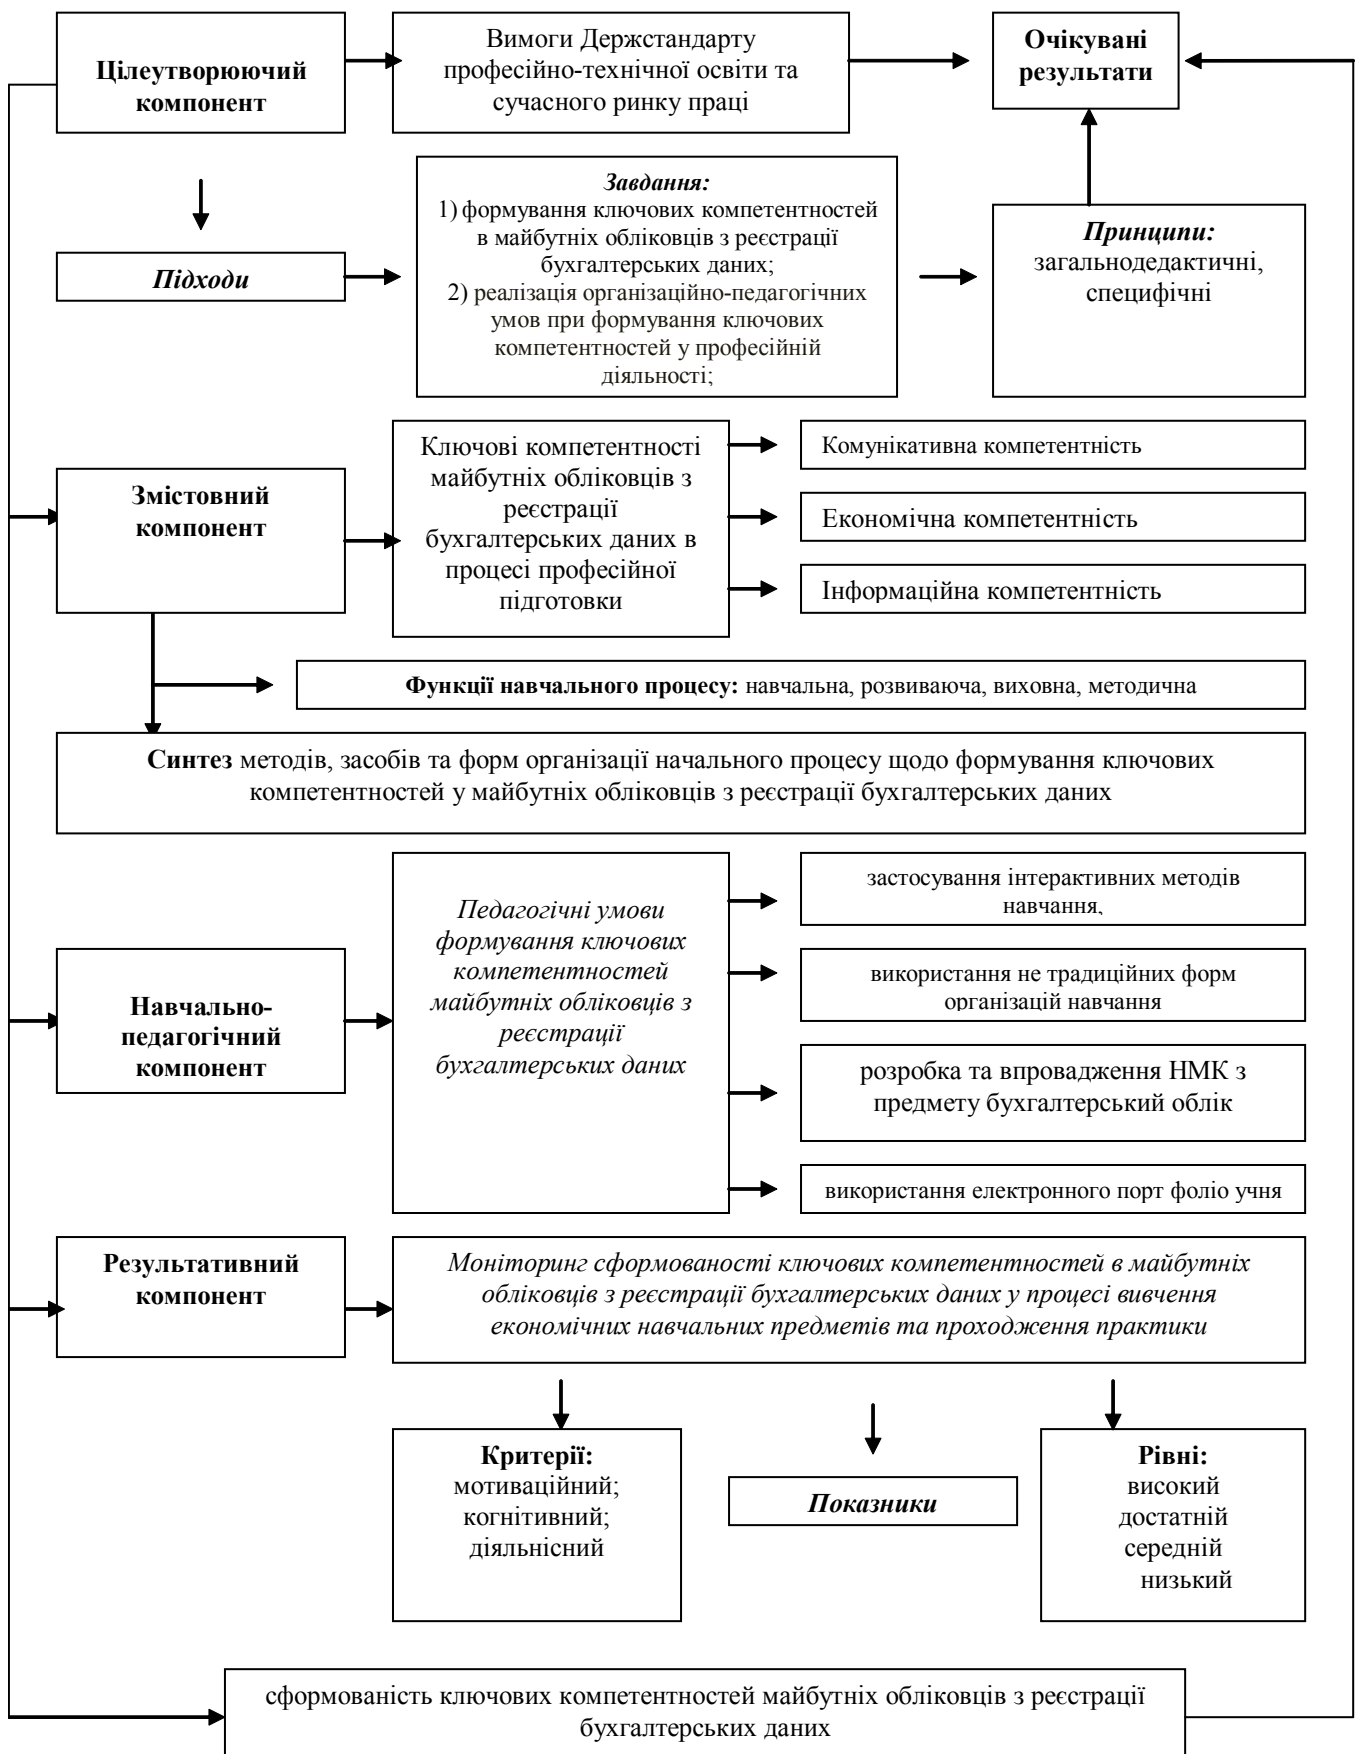 Цілеутворюючий
компонент
Вимоги Держстандарту
професійно-технічної освіти та
сучасного ринку праці
Очікувані
результати
Підходи
Завдання:
1) формування ключових компетентностей
в майбутніх обліковців з реєстрації
бухгалтерських даних;
2) реалізація організаційно-педагогічних
умов при формування ключових
компетентностей у професійній
діяльності;
Принципи:
загальнодедактичні,
специфічні
Змістовний
компонент
Ключові компетентності
майбутніх обліковців з
реєстрації
бухгалтерських даних в
процесі професійної
підготовки
Комунікативна компетентність
Економічна компетентність
Інформаційна компетентність
Функції навчального процесу: навчальна, розвиваюча, виховна, методична
Синтез методів, засобів та форм організації начального процесу щодо формування ключових
компетентностей у майбутніх обліковців з реєстрації бухгалтерських даних
Навчально-
педагогічний
компонент
Педагогічні умови
формування ключових
компетентностей
майбутніх обліковців з
реєстрації
бухгалтерських даних
застосування інтерактивних методів
навчання,
використання не традиційних форм
організацій навчання
розробка та впровадження НМК з
предмету бухгалтерський облік
використання електронного порт фоліо учня
Результативний
компонент
Моніторинг сформованості ключових компетентностей в майбутніх
обліковців з реєстрації бухгалтерських даних у процесі вивчення
економічних навчальних предметів та проходження практики
Критерії:
мотиваційний;
когнітивний;
діяльнісний
Показники
Рівні:
високий
достатній
середній
низький
сформованість ключових компетентностей майбутніх обліковців з реєстрації
бухгалтерських даних